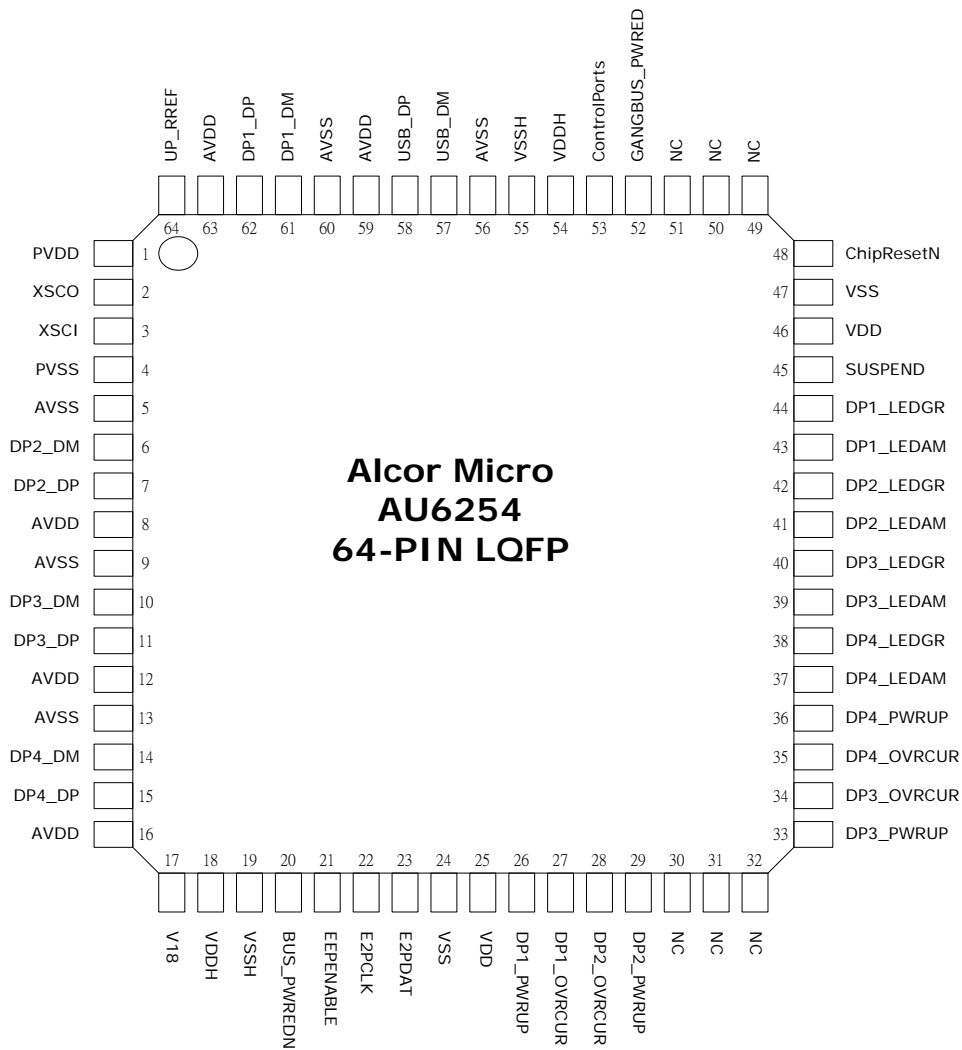 UP_RREF
AVDD
DP1_DP
DP1_DM
AVSS
AVDD
USB_DP
USB_DM
AVSS
VSSH
VDDH
ControlPorts
GANGBUS_PWRED
NC
NC
NC
64 63 62 61 60 59 58 57 56 55 54 53 52 51 50 49
PVDD 1
XSCO 2
XSCI 3
PVSS 4
AVSS 5
DP2_DM 6
DP2_DP 7
AVDD 8
AVSS 9
DP3_DM 10
DP3_DP 11
AVDD 12
AVSS 13
DP4_DM 14
DP4_DP 15
AVDD 16
Alcor Micro
AU6254
64-PIN LQFP
48 ChipResetN
47 VSS
46 VDD
45 SUSPEND
44 DP1_LEDGR
43 DP1_LEDAM
42 DP2_LEDGR
41 DP2_LEDAM
40 DP3_LEDGR
39 DP3_LEDAM
38 DP4_LEDGR
37 DP4_LEDAM
36 DP4_PWRUP
35 DP4_OVRCUR
34 DP3_OVRCUR
33 DP3_PWRUP
17 18 19 20 21 22 23 24 25 26 27 28 29 30 31 32
V18
VDDH
VSSH
BUS_PWREDN
EEPENABLE
E2PCLK
E2PDAT
VSS
VDD
DP1_PWRUP
DP1_OVRCUR
DP2_OVRCUR
DP2_PWRUP
NC
NC
NC